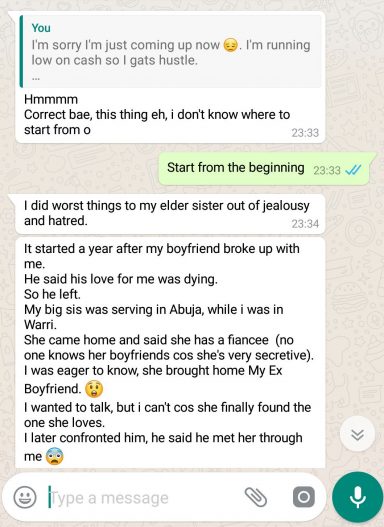 You
I'm sorry I'm just coming up now 😔. I'm running
low on cash so I gats hustle.
...
Hmmmm
Correct bae, this thing eh, i don't know where to
start from o
23:33
Start from the beginning 23:33
I did worst things to my elder sister out of jealousy
and hatred.
23:34
It started a year after my boyfriend broke up with
me.
He said his love for me was dying.
So he left.
My big sis was serving in Abuja, while i was in
Warri.
She came home and said she has a fiancee (no
one knows her boyfriends cos she's very secretive).
I was eager to know, she brought home My Ex
Boyfriend. 😲
I wanted to talk, but i can't cos she finally found the
one she loves.
I later confronted him, he said he met her through
me 😰
Type a message